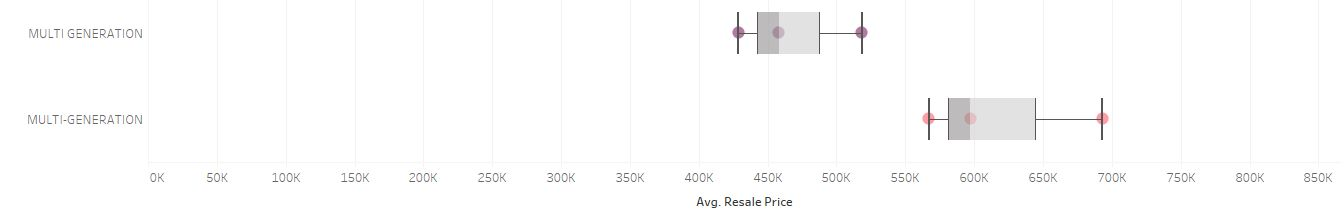 MULTI GENERATION
MULTI-GENERATION
0K 50K 100K 150K 200K 250K 300K 350K 400K 450K 500K 550K 600K 650K 700K 750K 800K 850K
Avg. Resale Price